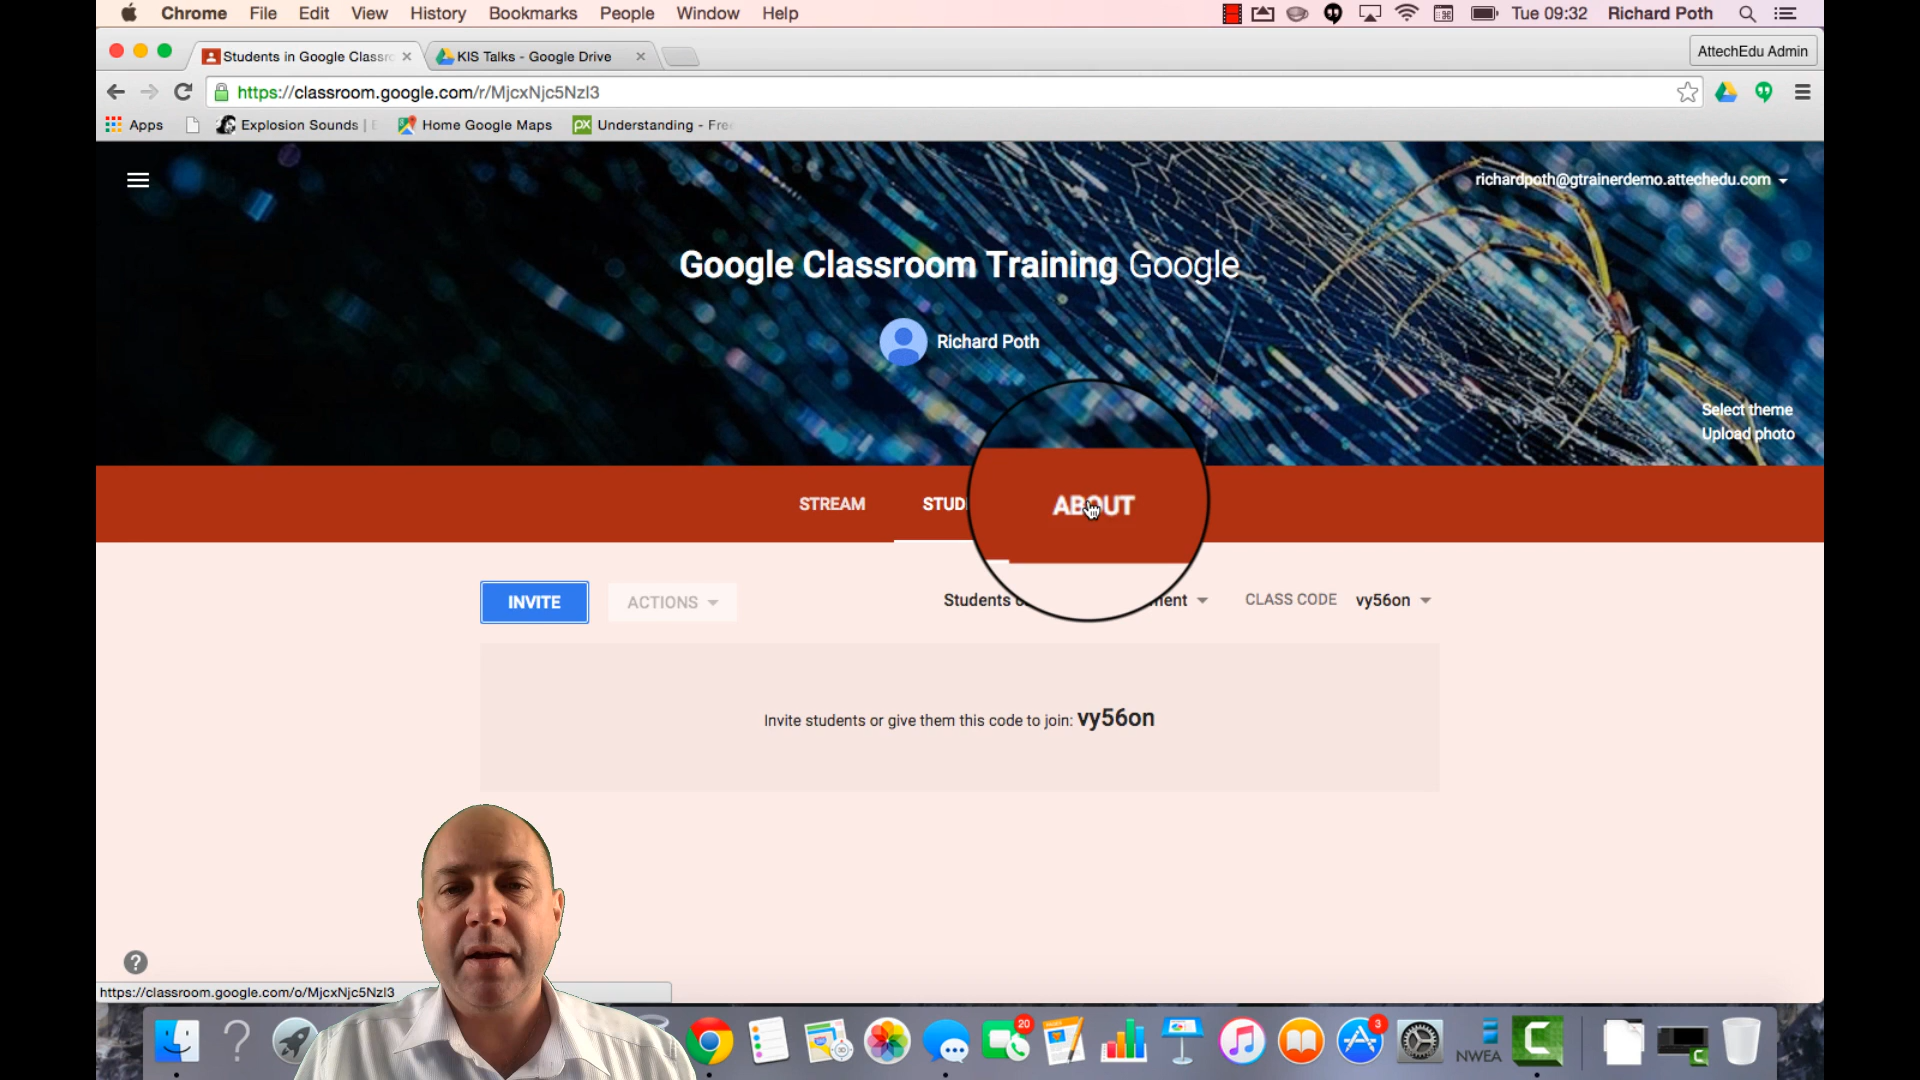 Chrome File Edit View History Bookmarks People Window Help Tue 09:32 Richard Poth
Students in Google Classro KIS Talks - Google Drive AttechEdu Admin
https://classroom.google.com/r/MjcxNjc5NzI3
Apps Explosion Sounds | Home Google Maps Understanding - Fre
richardpoth@gtrainerdemo.attechedu.com
Google Classroom Training Google
Richard Poth
Select theme
Upload photo
STREAM STUD ABOUT
INVITE ACTIONS Students CLASS CODE vy56on
Invite students or give them this code to join: vy56on
https://classroom.google.com/o/MjcxNjc5NzI3
20
3
NWEA